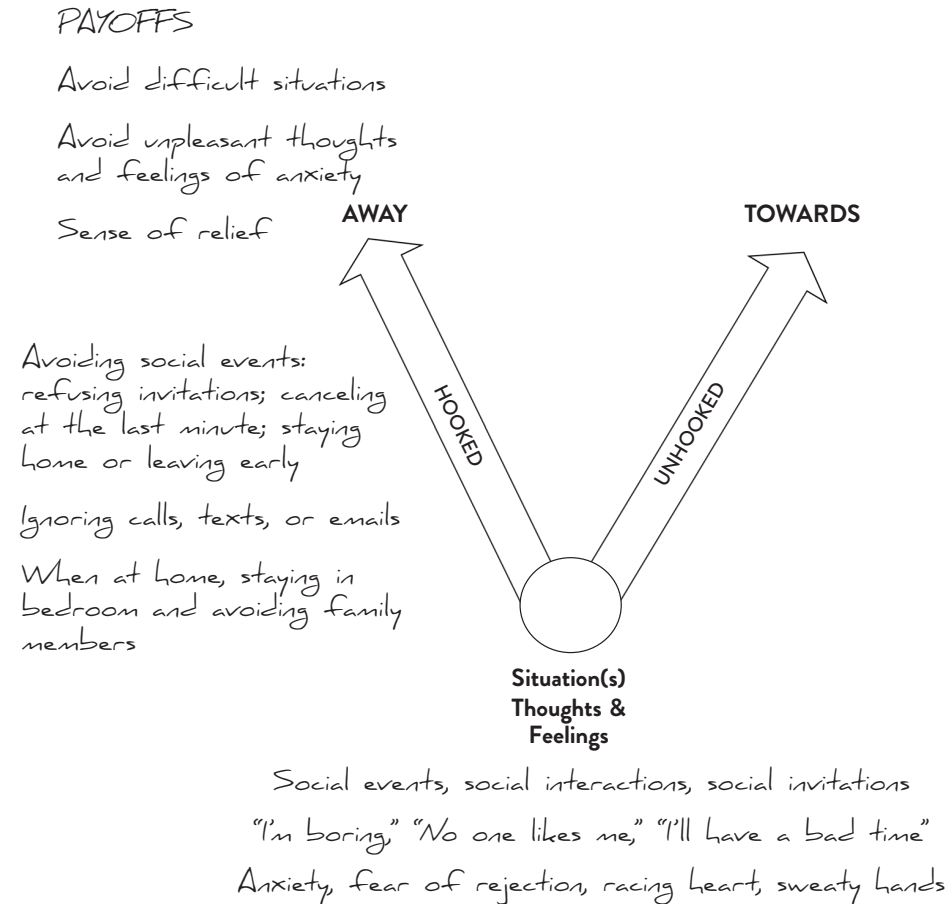 PAYOFFS
Avoid difficult situations
Avoid unpleasant thoughts
and feelings of anxiety
Sense of relief
AWAY
TOWARDS
Avoiding social events:
refusing invitations; canceling
at the last minute; staying
home or leaving early
Ignoring calls, texts, or emails
When at home, staying in
bedroom and avoiding family
members
HOOKED
UNHOOKED
Situation(s)
Thoughts &
Feelings
Social events, social interactions, social invitations
“I’m boring,” “No one likes me,” “I’ll have a bad time”
Anxiety, fear of rejection, racing heart, sweaty hands